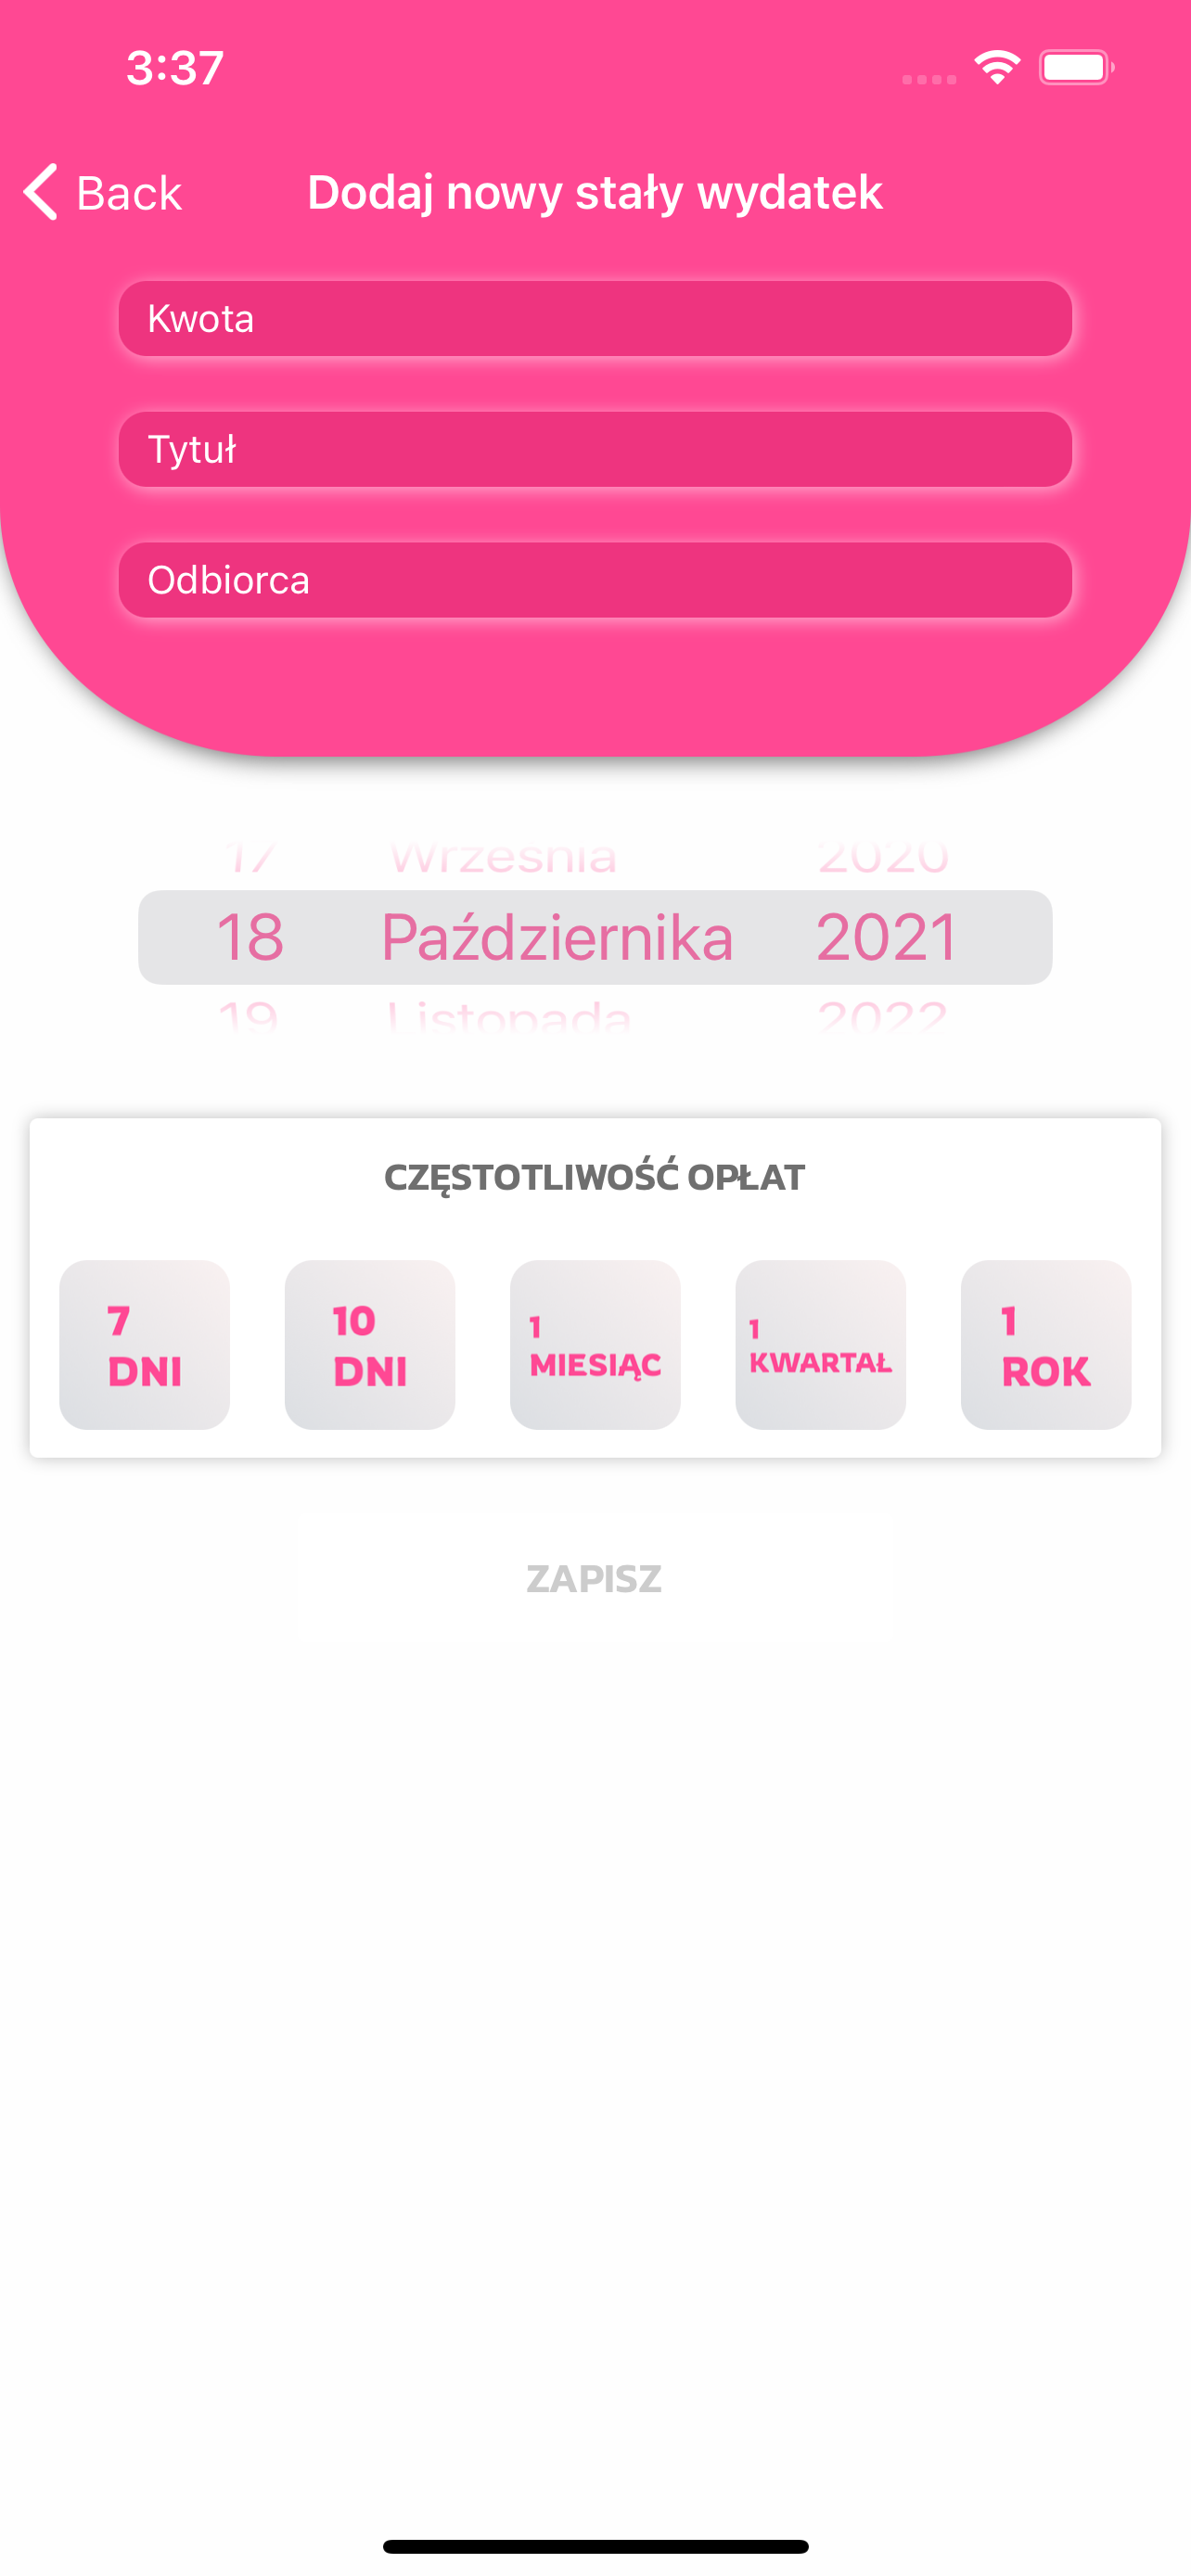 3:37
Back
Dodaj nowy stały wydatek
Kwota
Tytuł
Odbiorca
17 Września 2020
18 Października 2021
19 Listopada 2022
CZĘSTOTLIWOŚĆ OPŁAT
7
DNI
10
DNI
1
MIESIĄC
1
KWARTAŁ
1
ROK
ZAPISZ